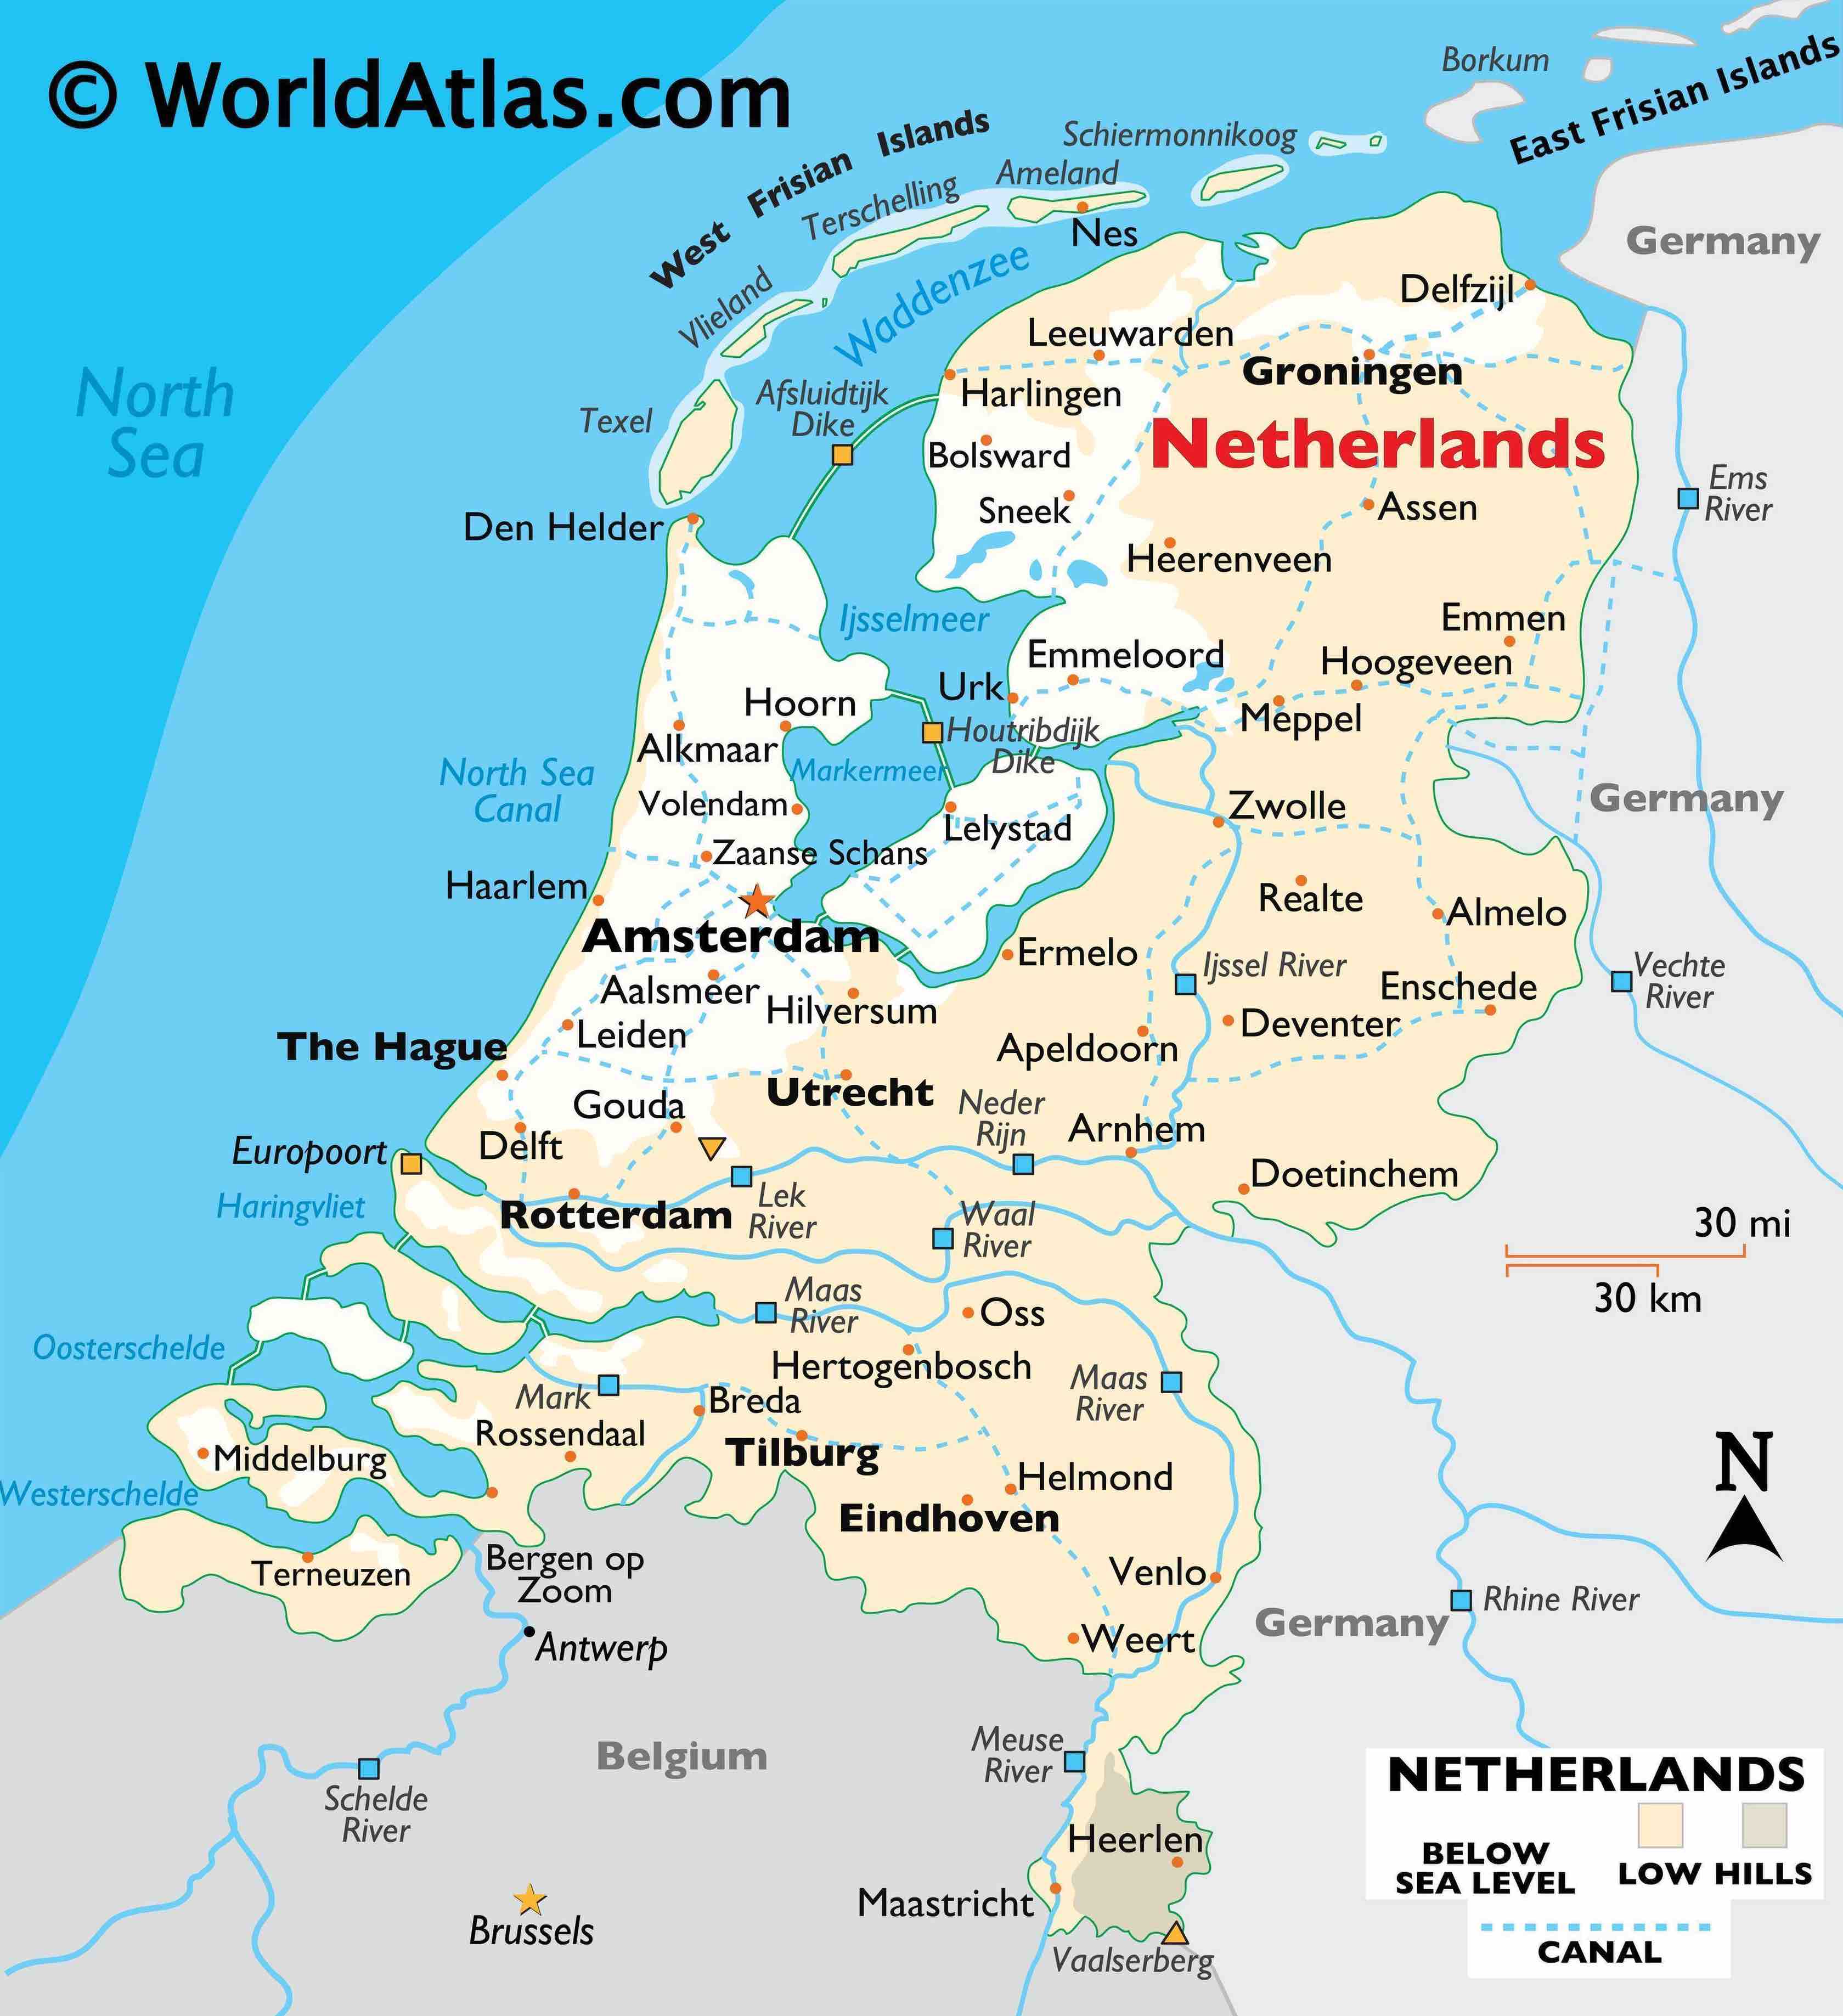 © WorldAtlas.com
Borkum
East Frisian Islands
West Frisian Islands
Schiermonnikoog
Ameland
Terschelling
Nes
Vlieland
Waddenzee
Germany
Delfzijl
Leeuwarden
Groningen
North
Sea
Texel
Afsluidtijk
Dike
Harlingen
Netherlands
Bolsward
Sneek
Assen
Ems
River
Den Helder
Heerenveen
Ijsselmeer
Emmen
Emmeloord
Hoogeveen
Urk
Hoorn
Meppel
Houtribdijk
Dike
Alkmaar
Markermeer
North Sea
Canal
Volendam
Lelystad
Zwolle
Germany
Zaanse Schans
Haarlem
Realte
Almelo
Amsterdam
Ermelo
Ijssel River
Vechte
River
Aalsmeer
Hilversum
Enschede
Leiden
Deventer
The Hague
Apeldoorn
Utrecht
Gouda
Neder
Rijn
Arnhem
Delft
Europoort
Doetinchem
Haringvliet
Rotterdam
Lek
River
Waal
River
30 mi
30 km
Maas
River
Oss
Oosterschelde
Hertogenbosch
Maas
River
Mark
Breda
Rossendaal
Tilburg
Middelburg
N
Westerschelde
Helmond
Eindhoven
Terneuzen
Bergen op
Zoom
Venlo
Rhine River
Germany
Antwerp
Weert
Belgium
Meuse
River
Schelde
River
NETHERLANDS
BELOW
SEA LEVEL
LOW HILLS
CANAL
Heerlen
Maastricht
Brussels
Vaalserberg